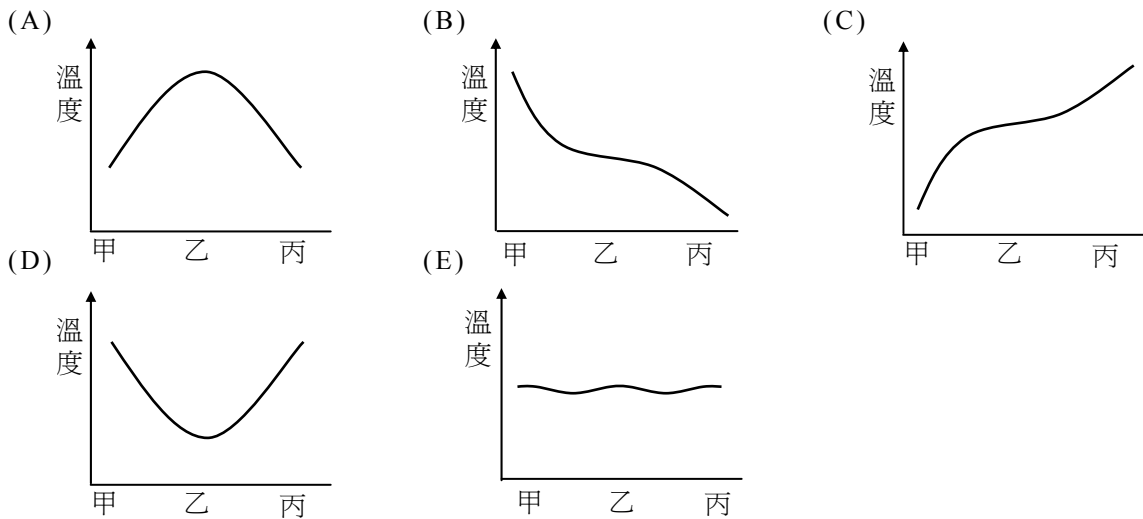 (A)
溫度
甲 乙 丙
(B)
溫度
甲 乙 丙
(C)
溫度
甲 乙 丙
(D)
溫度
甲 乙 丙
(E)
溫度
甲 乙 丙